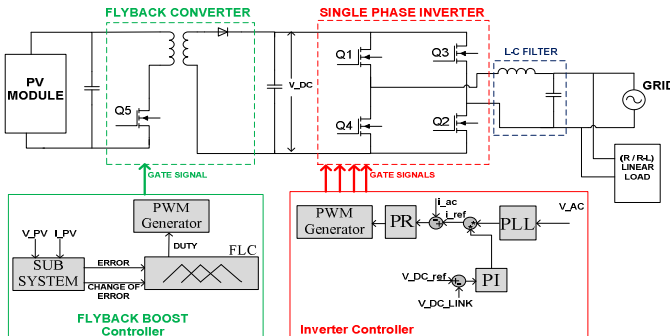 FLYBACK CONVERTER
SINGLE PHASE INVERTER
L-C FILTER
PV
MODULE
Q5
V_DC
Q1
Q3
Q4
Q2
GRID
(R / R-L)
LINEAR
LOAD
GATE SIGNAL
GATE SIGNALS
PWM
Generator
V_PV
I_PV
DUTY
FLC
SUB
SYSTEM
ERROR
CHANGE OF
ERROR
FLYBACK BOOST
Controller
PWM
Generator
PR
i_ac
i_ref
PLL
V_AC
V_DC_ref
PI
V_DC_LINK
Inverter Controller